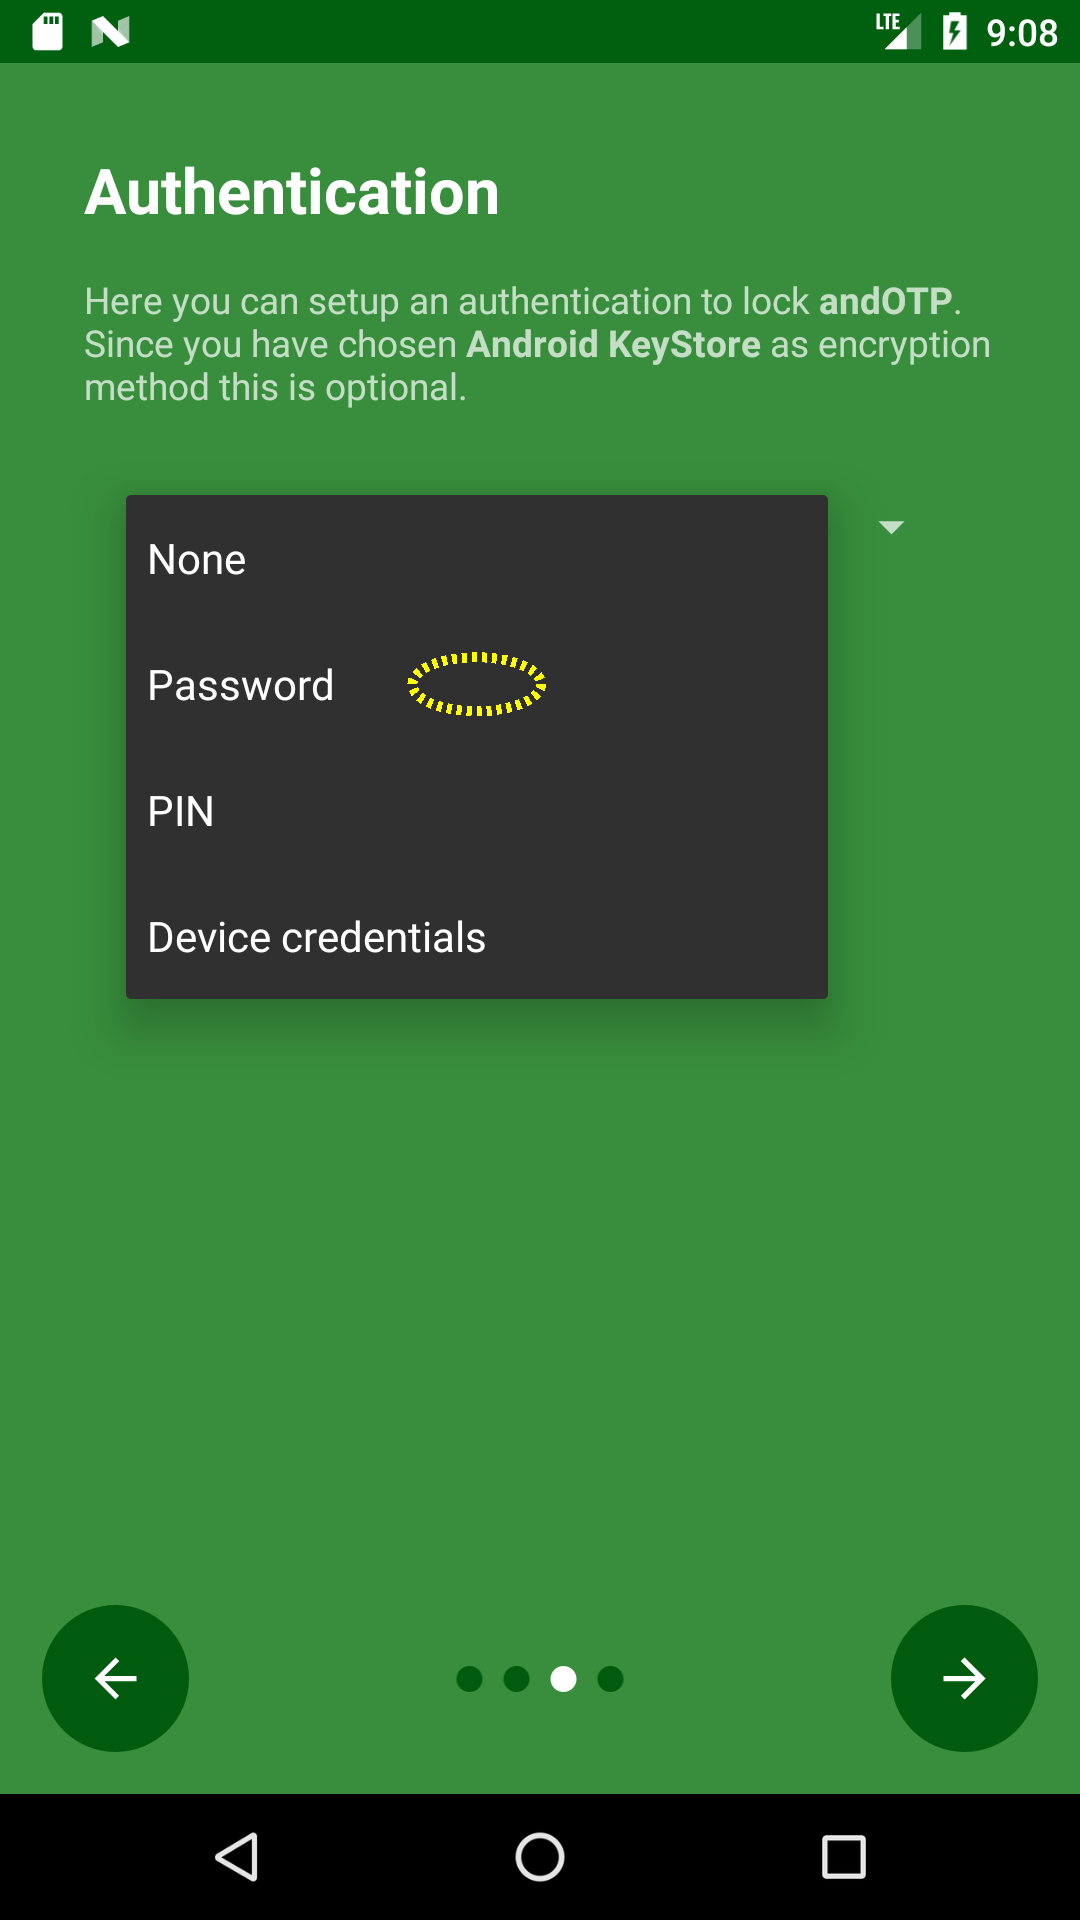 LTE 9:08
Authentication
Here you can setup an authentication to lock andOTP.
Since you have chosen Android KeyStore as encryption
method this is optional.
None
Password
PIN
Device credentials